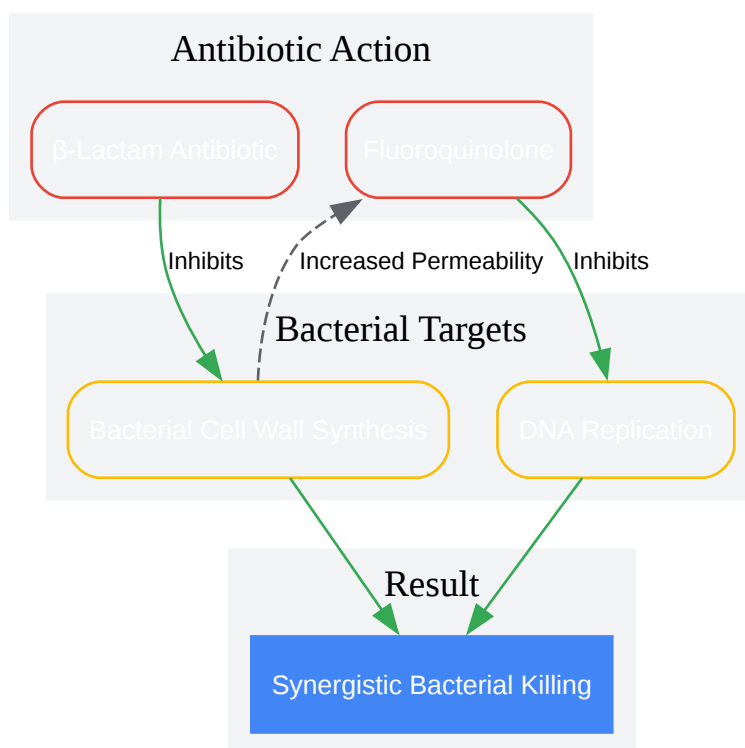 Antibiotic Action
β-Lactam Antibiotic
Fluoroquinolone
Inhibits
Increased Permeability
Inhibits
Bacterial Targets
Bacterial Cell Wall Synthesis
DNA Replication
Result
Synergistic Bacterial Killing